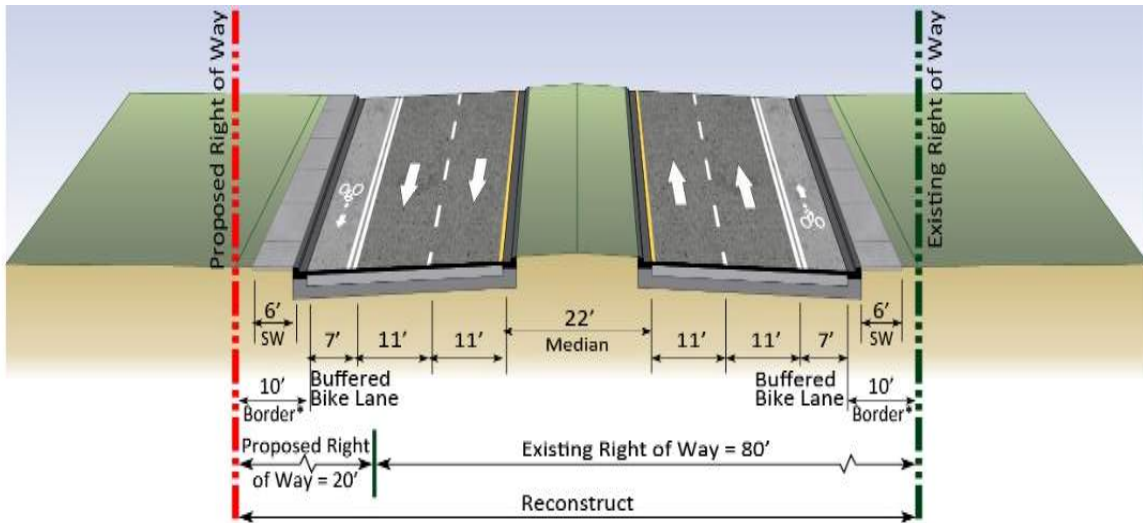 Proposed Right of Way
Existing Right of Way
6'
SW
7'
11'
11'
22'
Median
11'
11'
7'
6'
SW
Buffered
Bike Lane
Buffered
Bike Lane
10'
Border*
10'
Border*
Proposed Right
of Way = 20'
Existing Right of Way = 80'
Reconstruct